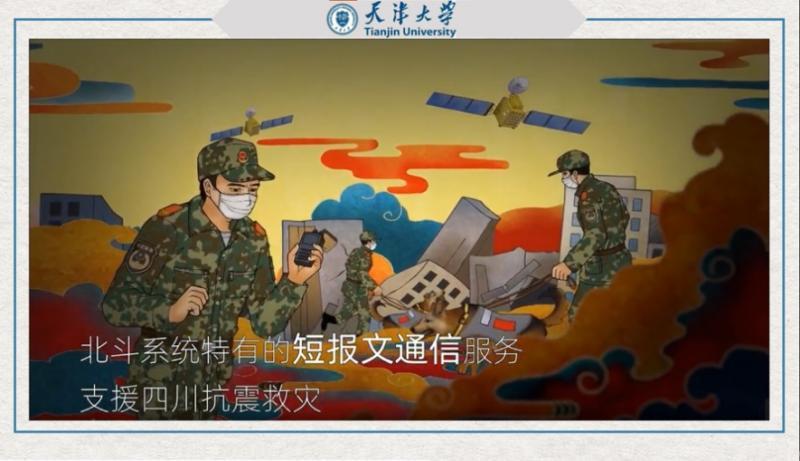 天津大学
Tianjin University
北斗系统特有的短报文通信服务
支援四川抗震救灾